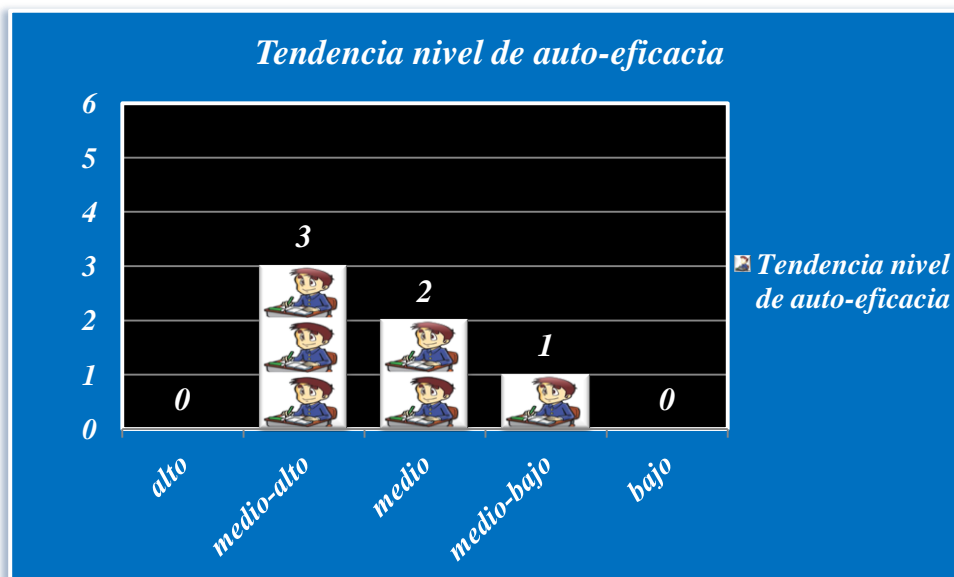 Tendencia nivel de auto-eficacia
6
5
4
3
2
1
0
0
3
2
1
0
alto
medio-alto
medio
medio-bajo
bajo
Tendencia nivel
de auto-eficacia